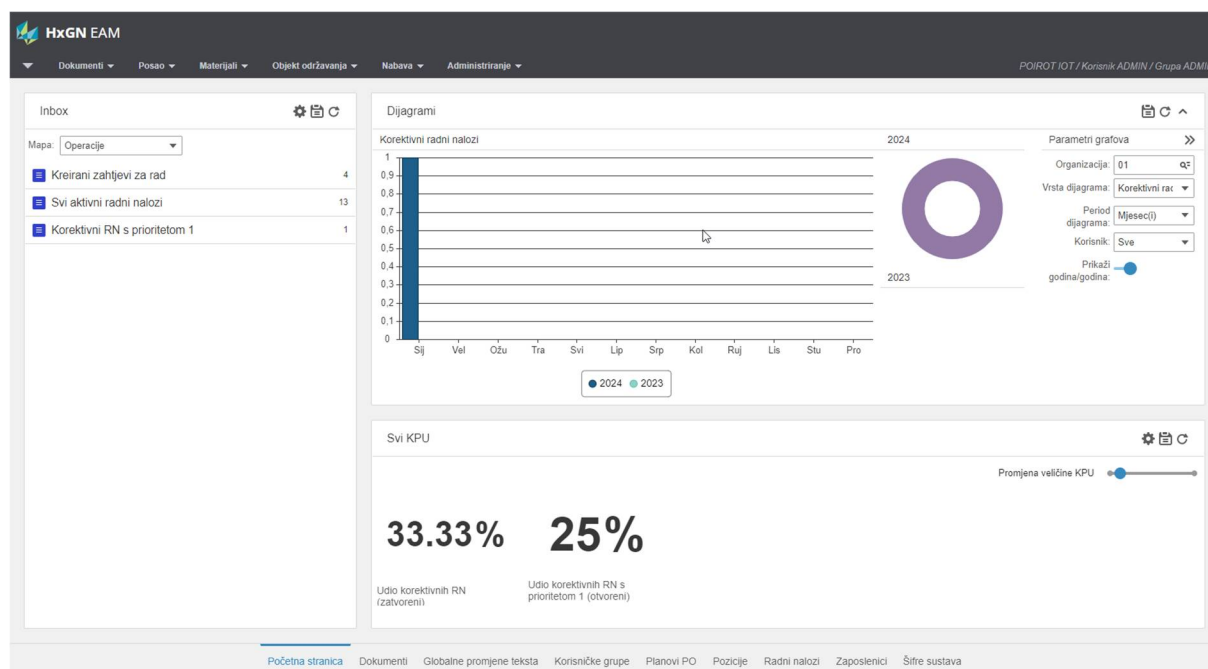 HxGN EAM
Dokumenti Posao Materijali Objekt održavanja Nabava Administriranje POIROT IOT / Korisnik ADMIN / Grupa ADMI
Inbox
Mapa: Operacije
Kreirani zahtjevi za rad 4
Svi aktivni radni nalozi 13
Korektivni RN s prioritetom 1 1
Dijagrami
Korektivni radni nalozi
1
0,9
0,8
0,7
0,6
0,5
0,4
0,3
0,2
0,1
0
Sij Vel Ožu Tra Svi Lip Srp Kol Ruj Lis Stu Pro
2024 2023
2024
2023
Parametri grafova
Organizacija: 01
Vrsta dijagrama: Korektivni rac
Period
dijagrama: Mjesec(i)
Korisnik: Sve
Prikaži
godina/godina:
Svi KPU
Promjena veličine KPU
33.33%
Udio korektivnih RN
(zatvoreni)
25%
Udio korektivnih RN s
prioritetom 1 (otvoreni)
Početna stranica Dokumenti Globalne promjene teksta Korisničke grupe Planovi PO Pozicije Radni nalozi Zaposlenici Šifre sustava